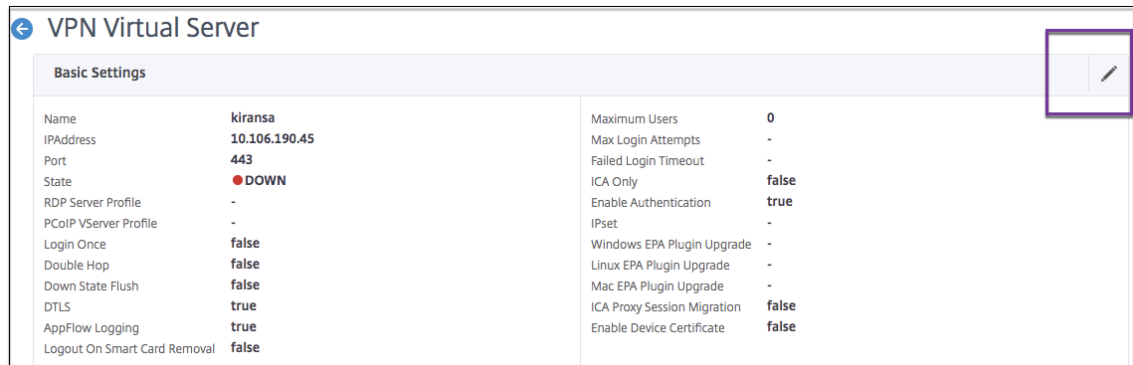 VPN Virtual Server
Basic Settings
Name kiransa
IPAddress 10.106.190.45
Port 443
State DOWN
RDP Server Profile -
PCoIP VServer Profile -
Login Once false
Double Hop false
Down State Flush false
DTLS true
AppFlow Logging true
Logout On Smart Card Removal false
Maximum Users 0
Max Login Attempts -
Failed Login Timeout -
ICA Only false
Enable Authentication true
IPset -
Windows EPA Plugin Upgrade -
Linux EPA Plugin Upgrade -
Mac EPA Plugin Upgrade -
ICA Proxy Session Migration false
Enable Device Certificate false